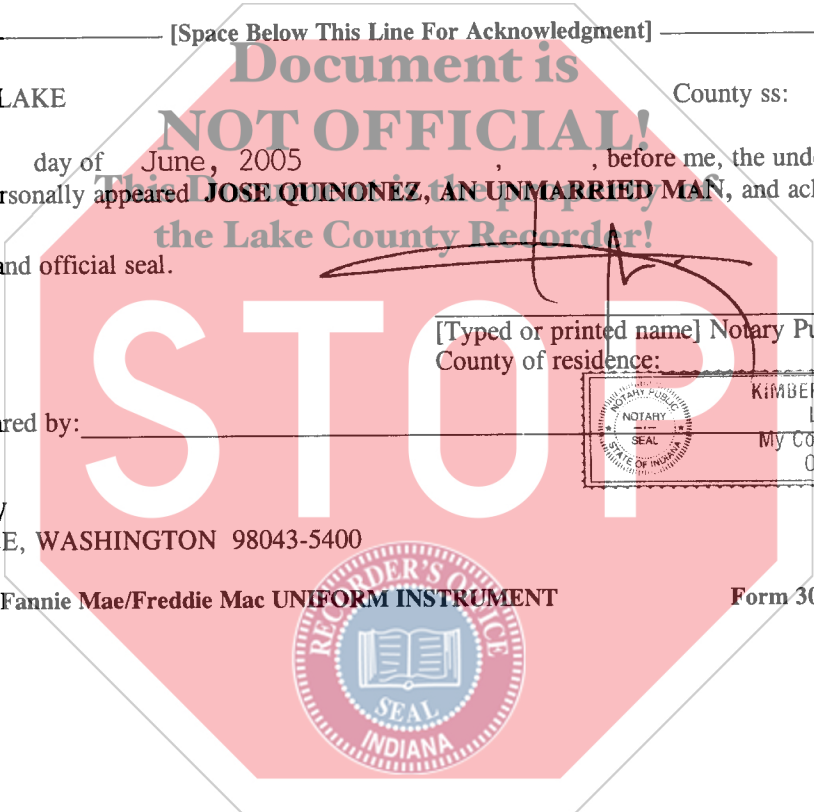 [Space Below This Line For Acknowledgment]
Document is
LAKE County ss:
NOT OFFICIAL!
day of June, 2005 , , before me, the und
rsonally appeared JOSE QUINONEZ, AN UNMARRIED MAN, and ack
This Document is the property of
the Lake County Recorder!
and official seal.
STOP
[Typed or printed name] Notary Pu
County of residence:
NOTARY PUBLIC
NOTARY
SEAL
STATE OF INDIANA
KIMBER
L
My Co
red by:
E, WASHINGTON 98043-5400
Fannie Mae/Freddie Mac UNIFORM INSTRUMENT Form 30
RECORDER'S OFFICE
SEAL
INDIANA